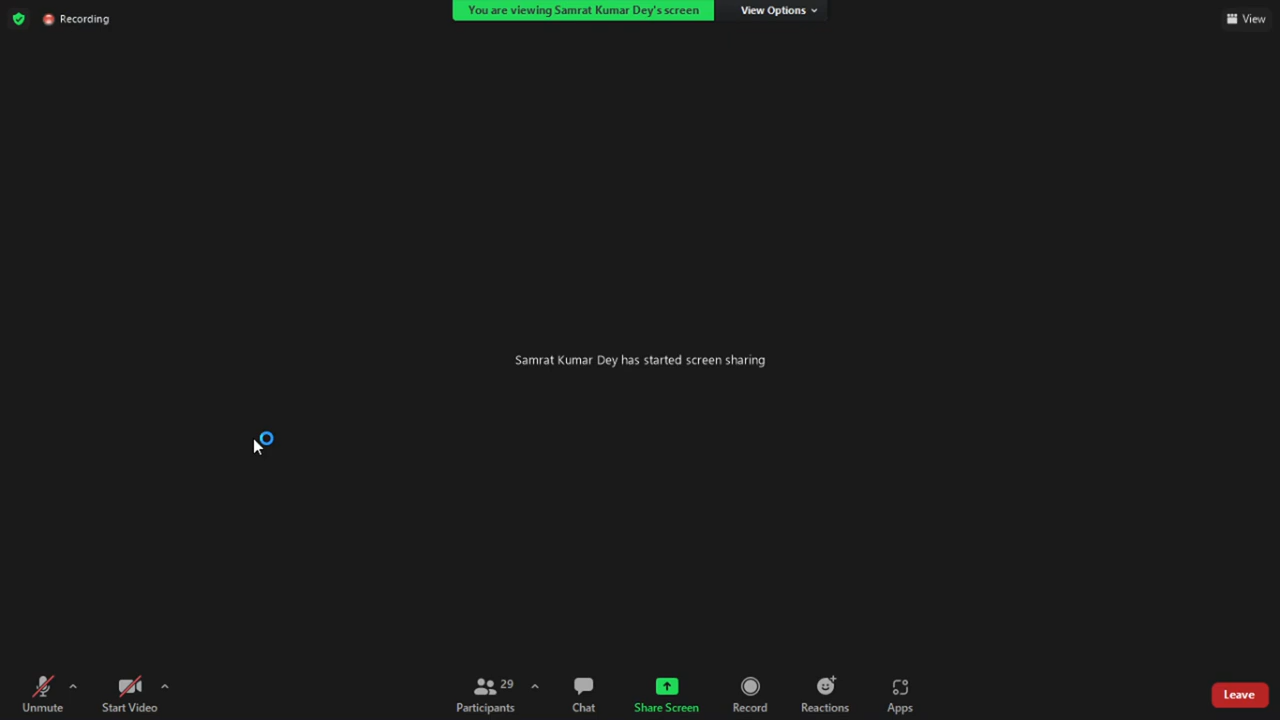 Recording
You are viewing Samrat Kumar Dey's screen
View Options
View
Samrat Kumar Dey has started screen sharing
Unmute
Start Video
29
Participants
Chat
Share Screen
Record
Reactions
Apps
Leave